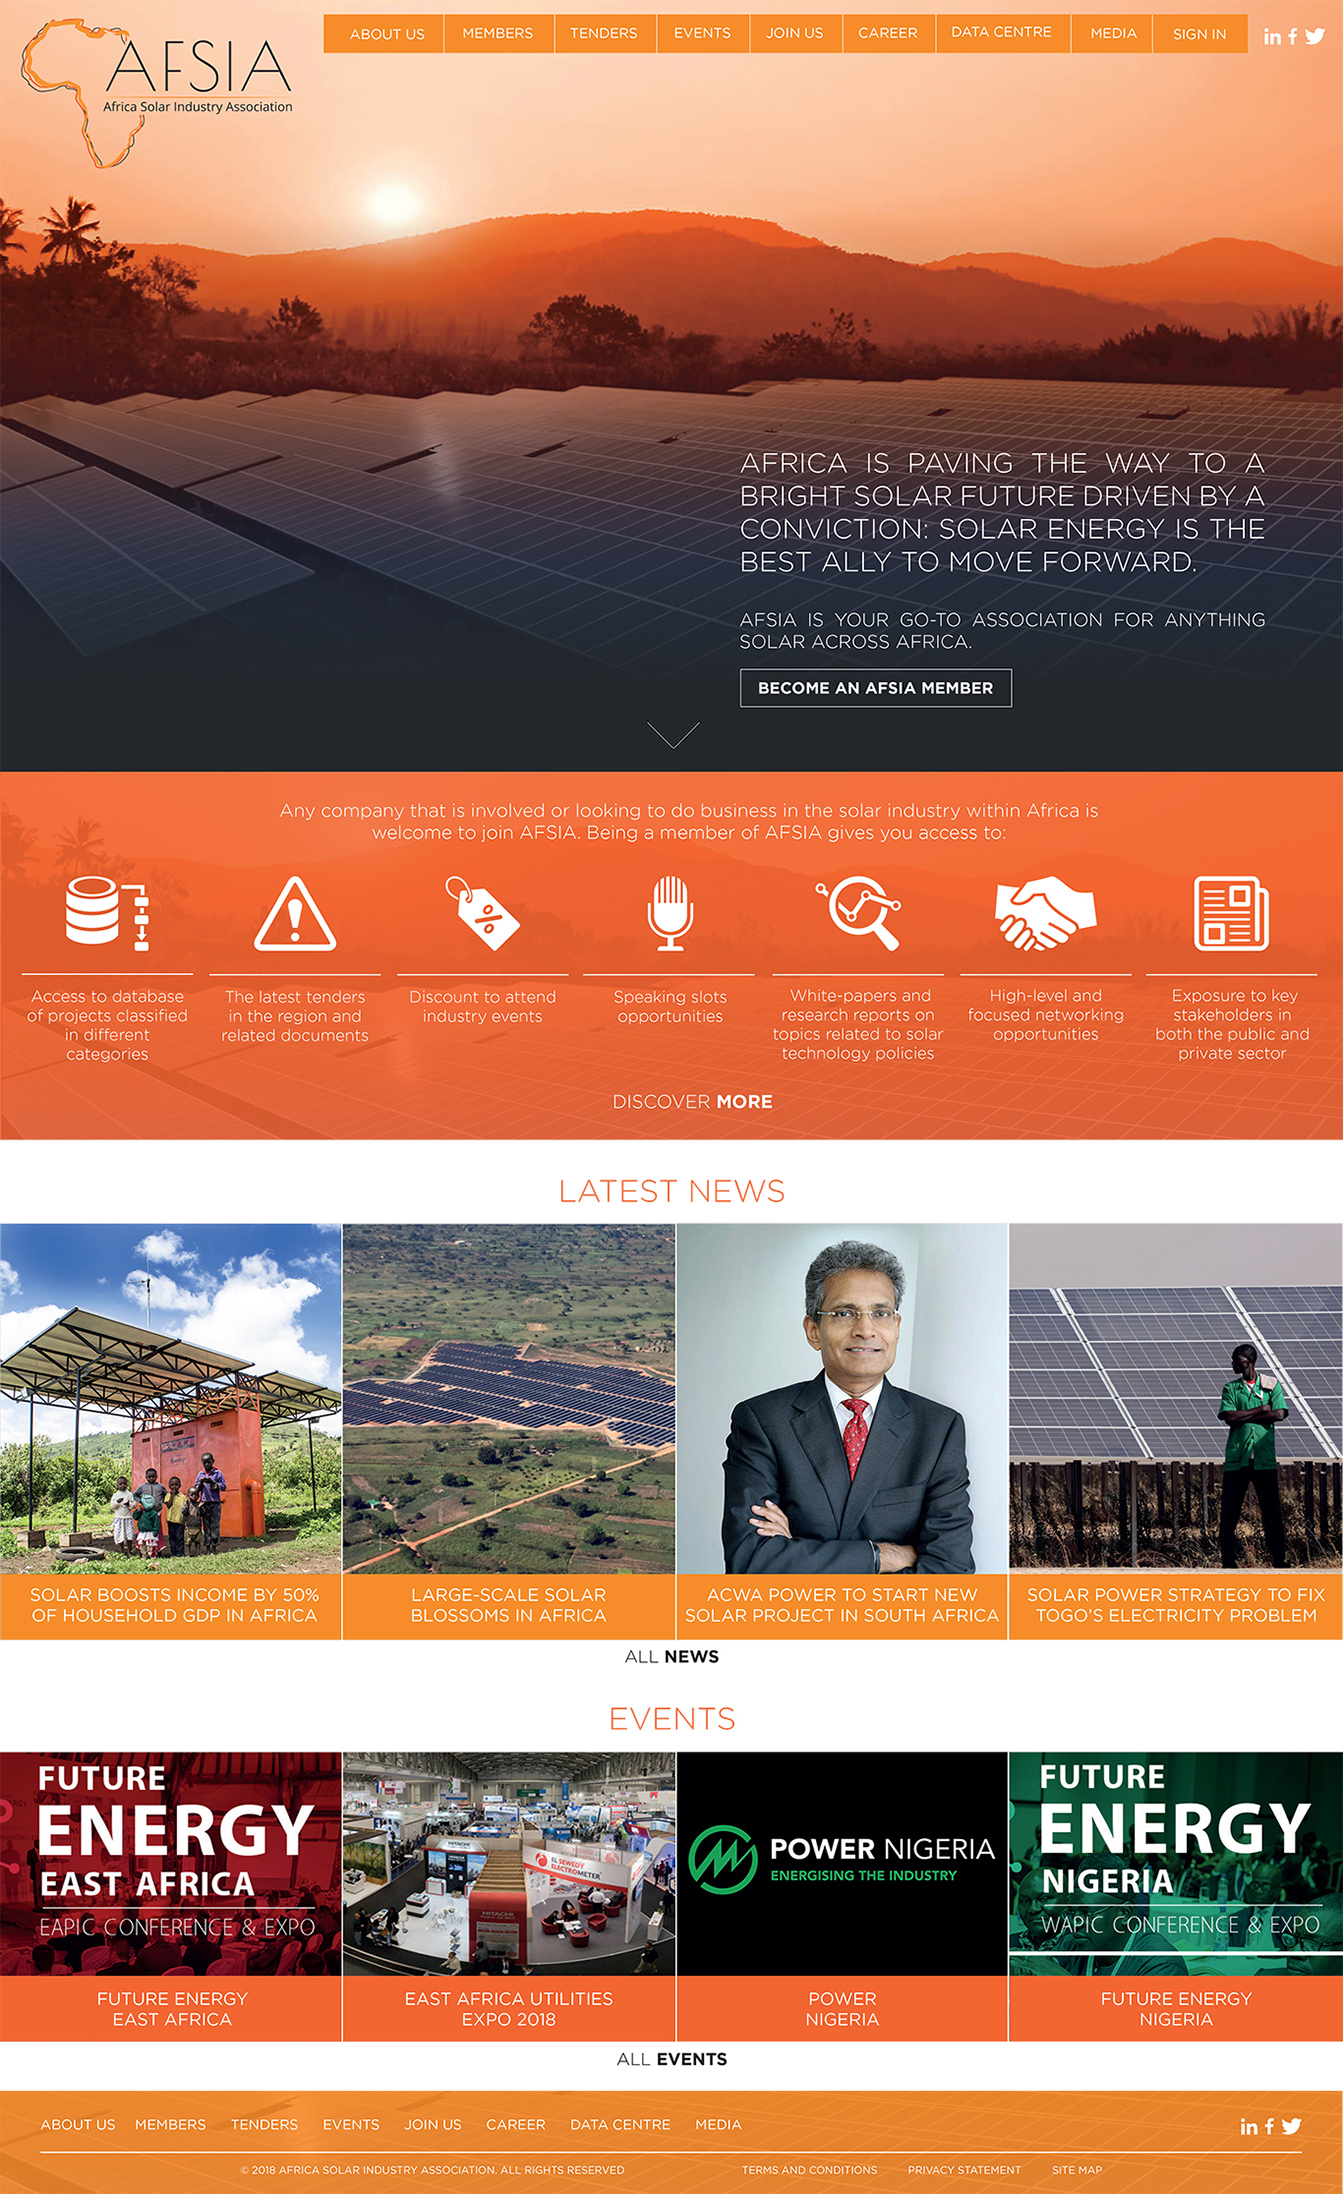 AFSIA
Africa Solar Industry Association
ABOUT US
MEMBERS
TENDERS
EVENTS
JOIN US
CAREER
DATA CENTRE
MEDIA
SIGN IN
in f
AFRICA IS PAVING THE WAY TO A
BRIGHT SOLAR FUTURE DRIVEN BY A
CONVICTION: SOLAR ENERGY IS THE
BEST ALLY TO MOVE FORWARD.
AFSIA IS YOUR GO-TO ASSOCIATION FOR ANYTHING
SOLAR ACROSS AFRICA.
BECOME AN AFSIA MEMBER
Any company that is involved or looking to do business in the solar industry within Africa is
welcome to join AFSIA. Being a member of AFSIA gives you access to:
%
Access to database
of projects classified
in different
categories
The latest tenders
in the region and
related documents
Discount to attend
industry events
Speaking slots
opportunities
White-papers and
research reports on
topics related to solar
technology policies
High-level and
focused networking
opportunities
Exposure to key
stakeholders in
both the public and
private sector
DISCOVER MORE
LATEST NEWS
SOLAR BOOSTS INCOME BY 50%
OF HOUSEHOLD GDP IN AFRICA
LARGE-SCALE SOLAR
BLOSSOMS IN AFRICA
ACWA POWER TO START NEW
SOLAR PROJECT IN SOUTH AFRICA
SOLAR POWER STRATEGY TO FIX
TOGO'S ELECTRICITY PROBLEM
ALL NEWS
EVENTS
FUTURE
ENERGY
EAST AFRICA
EAPIC CONFERENCE & EXPO
HITACHI
EL SEWEDY
ELECTROMETER
HITACHI
POWER NIGERIA
ENERGISING THE INDUSTRY
FUTURE
ENERGY
NIGERIA
WAPIC CONFERENCE & EXPO
FUTURE ENERGY
EAST AFRICA
EAST AFRICA UTILITIES
EXPO 2018
POWER
NIGERIA
FUTURE ENERGY
NIGERIA
ALL EVENTS
ABOUT US
MEMBERS
TENDERS
EVENTS
JOIN US
CAREER
DATA CENTRE
MEDIA
in f
© 2018 AFRICA SOLAR INDUSTRY ASSOCIATION. ALL RIGHTS RESERVED
TERMS AND CONDITIONS
PRIVACY STATEMENT
SITE MAP